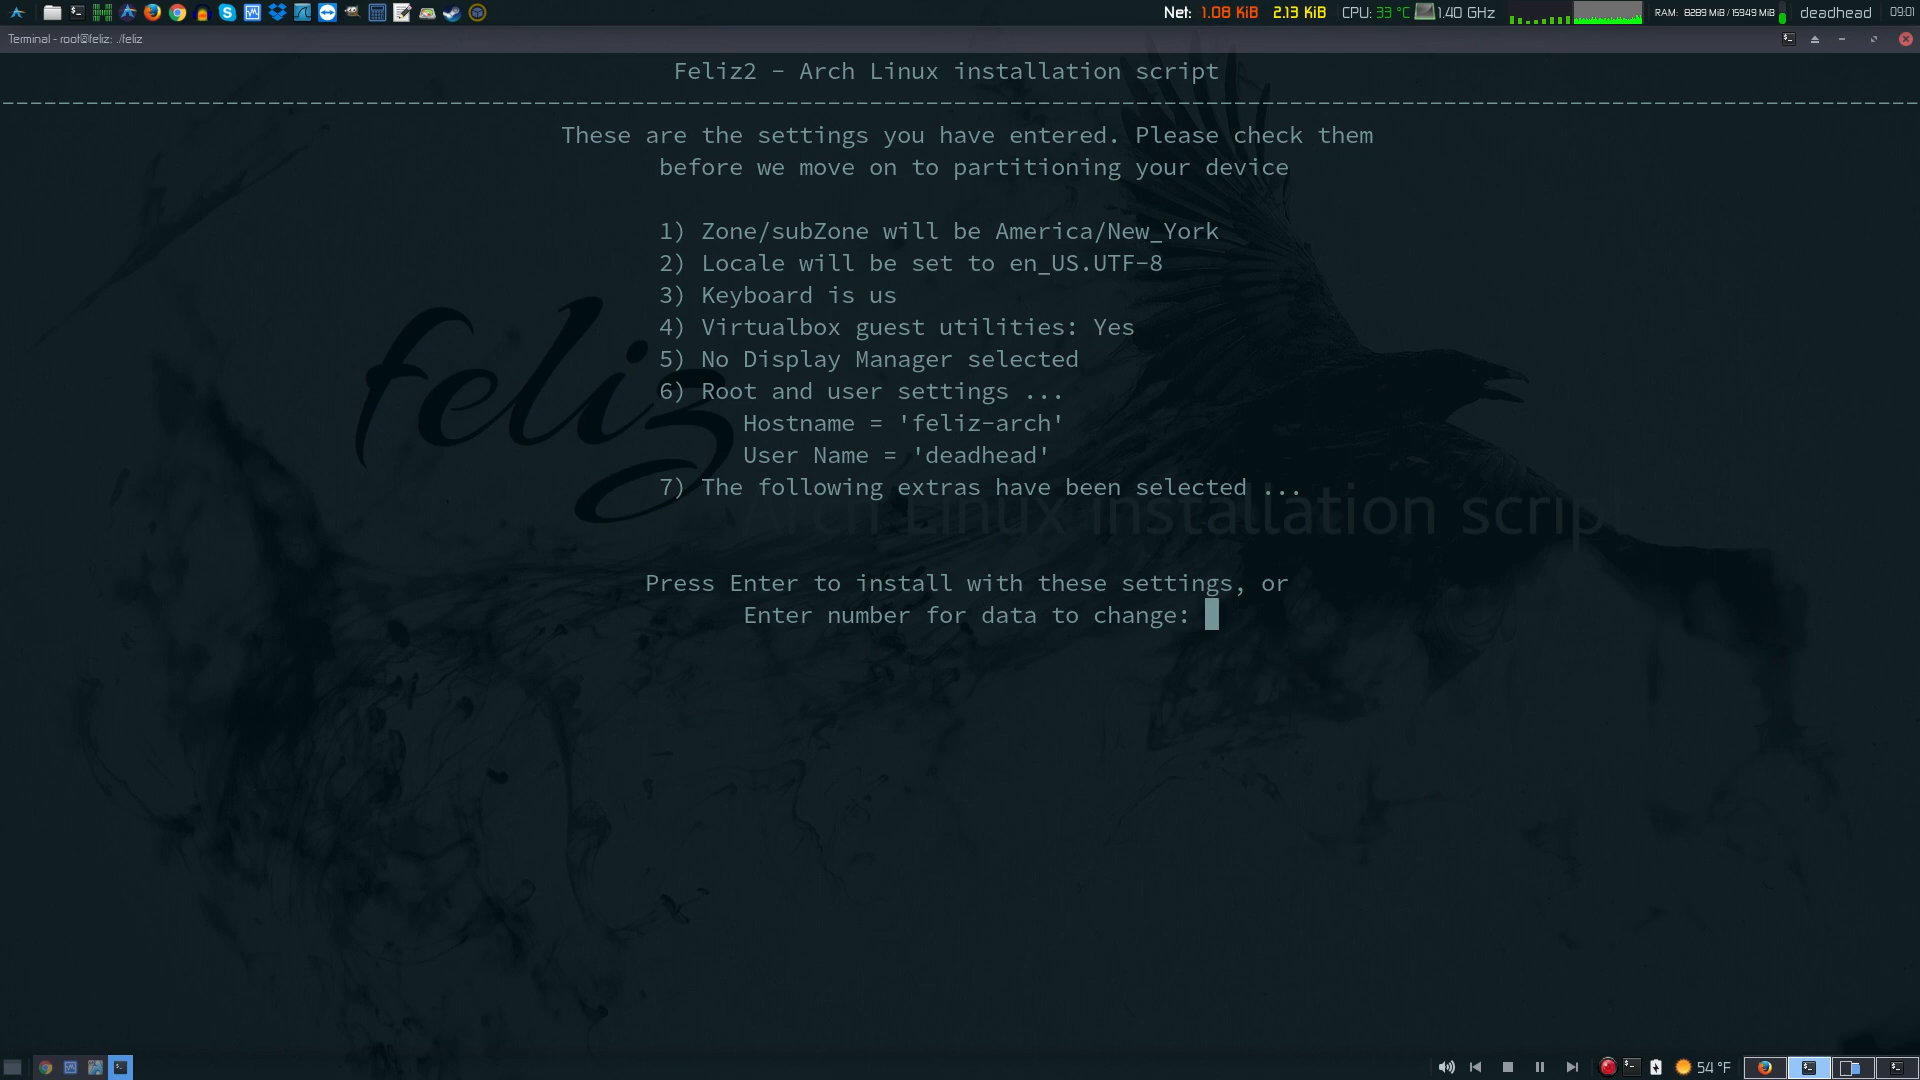 Net: 1.08 KiB 2.13 KiB CPU: 33 °C 1.40 GHz RAM: 8289 MiB / 15949 MiB deadhead 09:01
Terminal - root@feliz: ./feliz
Feliz2 - Arch Linux installation script
These are the settings you have entered. Please check them
before we move on to partitioning your device
1) Zone/subZone will be America/New_York
2) Locale will be set to en_US.UTF-8
3) Keyboard is us
4) Virtualbox guest utilities: Yes
5) No Display Manager selected
6) Root and user settings ...
Hostname = 'feliz-arch'
User Name = 'deadhead'
7) The following extras have been selected ...
feliz
Arch Linux installation script
Press Enter to install with these settings, or
Enter number for data to change:
54 °F